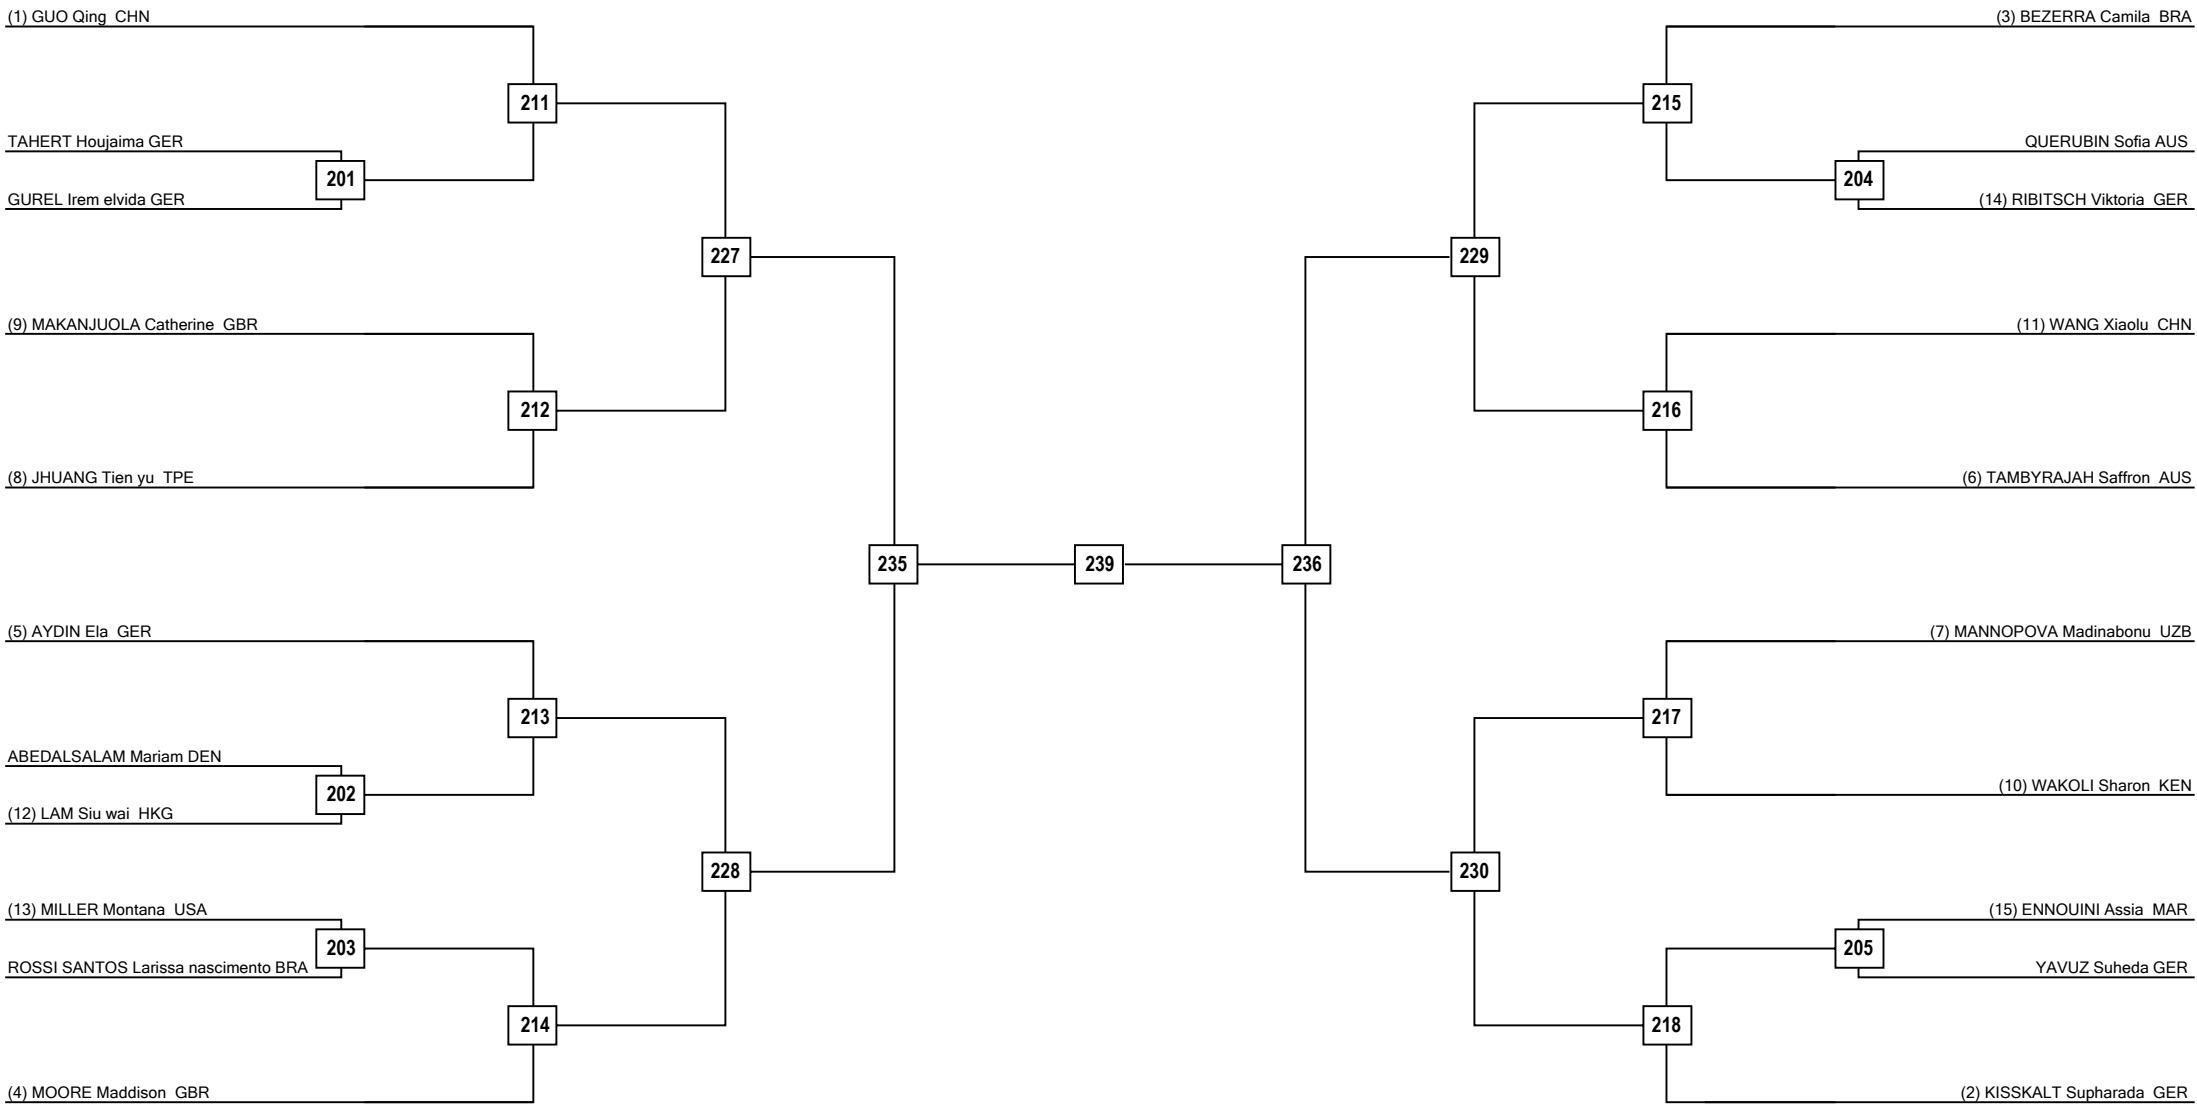 (1) GUO Qing CHN
(3) BEZERRA Camila BRA
211
215
TAHERT Houjaima GER
QUERUBIN Sofia AUS
201
204
GUREL Irem elvida GER
(14) RIBITSCH Viktoria GER
227
229
(9) MAKANJUOLA Catherine GBR
(11) WANG Xiaolu CHN
212
216
(8) JHUANG Tien yu TPE
(6) TAMBYRAJAH Saffron AUS
235
239
236
(5) AYDIN Ela GER
(7) MANNOPOVA Madinabonu UZB
213
217
ABEDALSALAM Mariam DEN
(10) WAKOLI Sharon KEN
202
(12) LAM Siu wai HKG
228
230
(13) MILLER Montana USA
(15) ENNOUINI Assia MAR
203
205
ROSSI SANTOS Larissa nascimento BRA
YAVUZ Suheda GER
214
218
(4) MOORE Maddison GBR
(2) KISSKALT Supharada GER